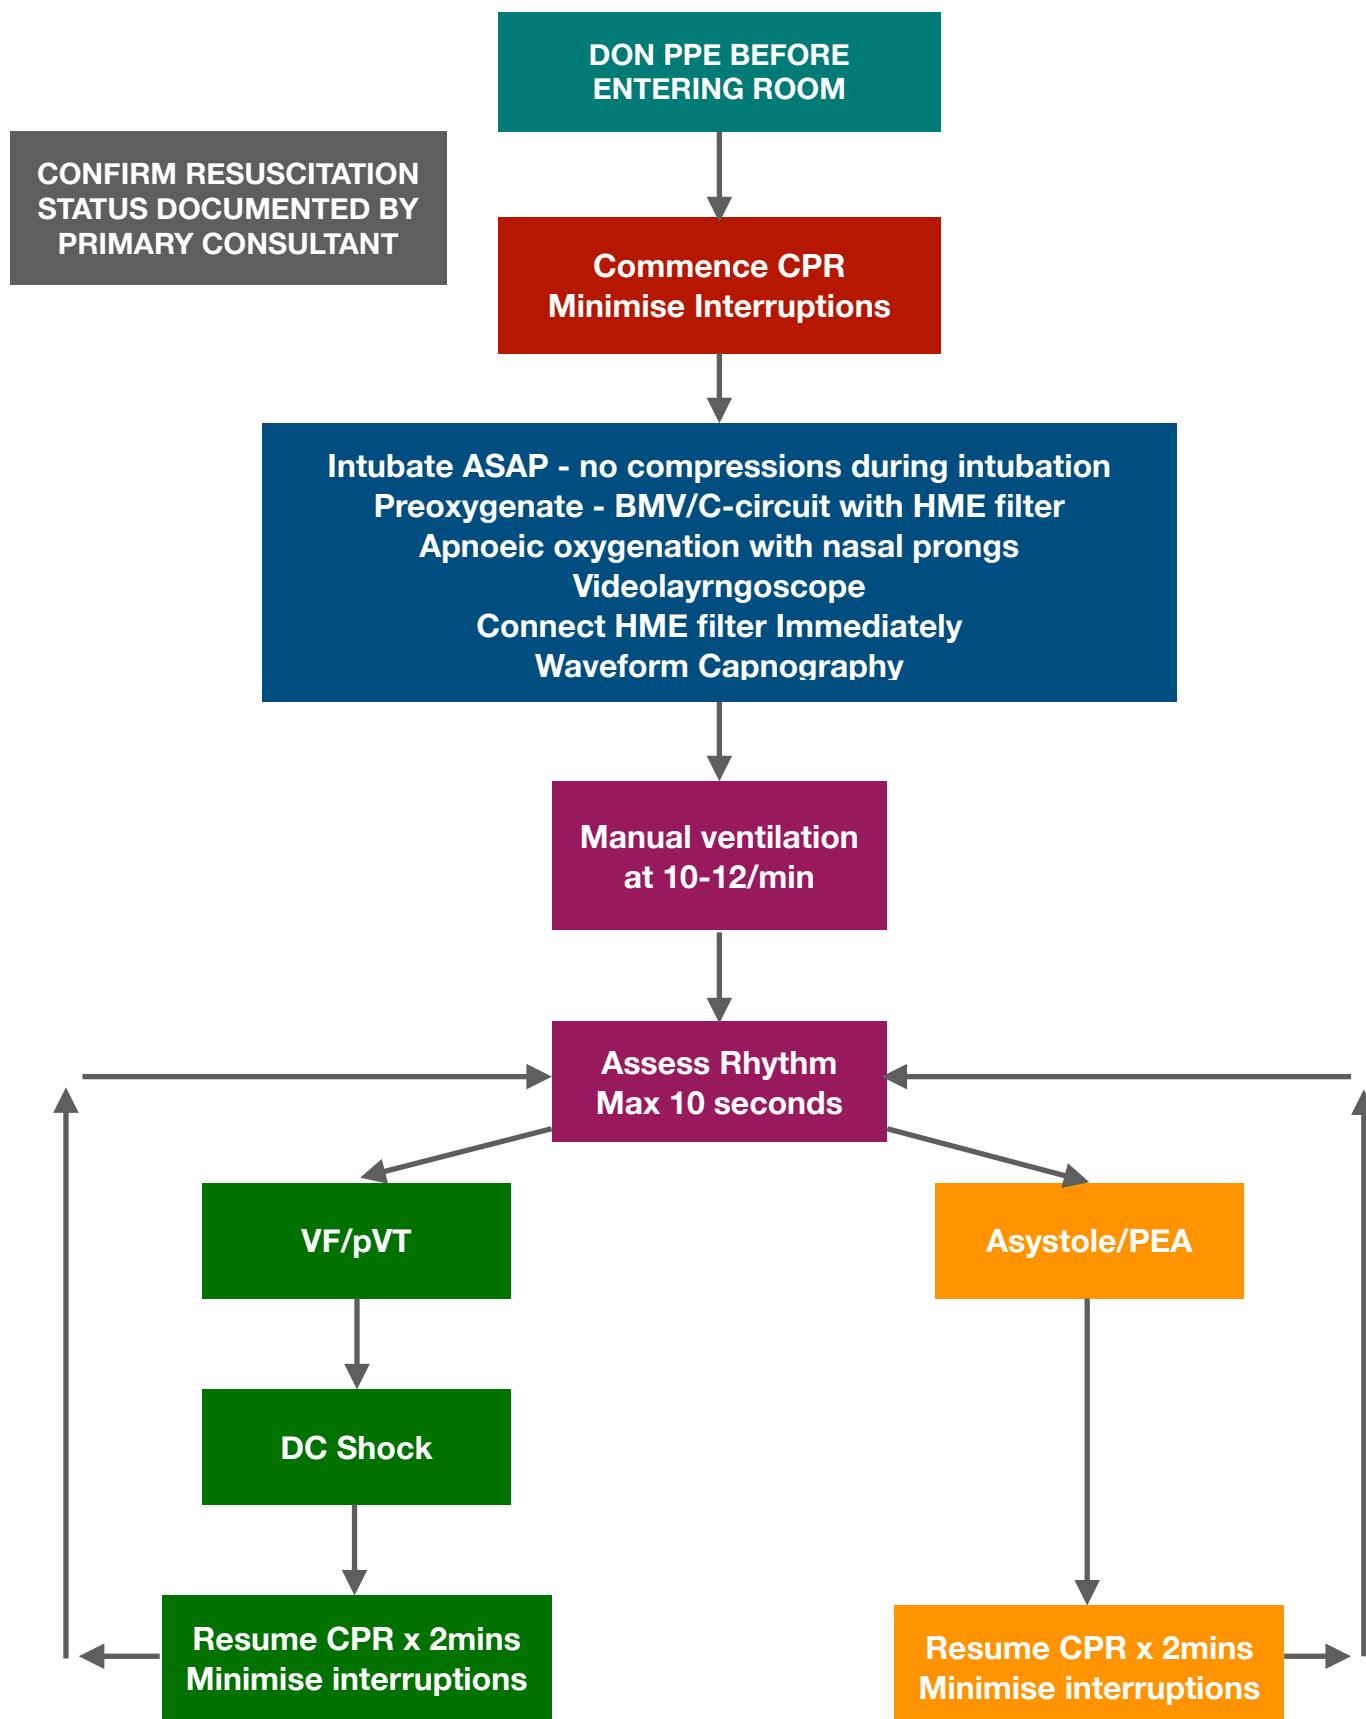 DON PPE BEFORE
ENTERING ROOM
CONFIRM RESUSCITATION
STATUS DOCUMENTED BY
PRIMARY CONSULTANT
Commence CPR
Minimise Interruptions
Intubate ASAP - no compressions during intubation
Preoxygenate - BMV/C-circuit with HME filter
Apnoeic oxygenation with nasal prongs
Videolayrngoscope
Connect HME filter Immediately
Waveform Capnography
Manual ventilation
at 10-12/min
Assess Rhythm
Max 10 seconds
VF/pVT
Asystole/PEA
DC Shock
Resume CPR x 2mins
Minimise interruptions
Resume CPR x 2mins
Minimise interruptions